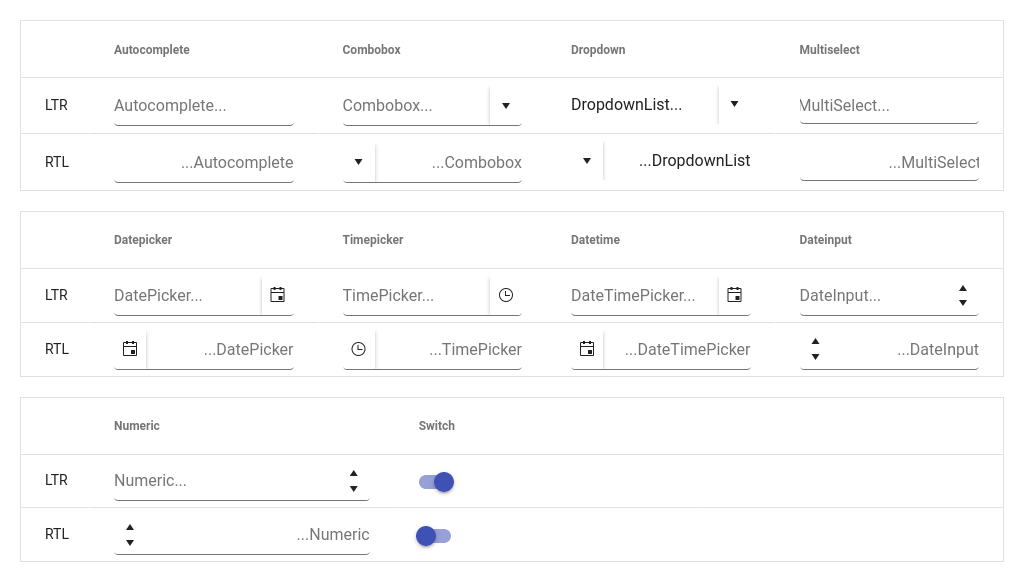 Autocomplete Combobox Dropdown Multiselect
LTR Autocomplete... Combobox... DropdownList... MultiSelect...
RTL ...Autocomplete ...Combobox ...DropdownList ...MultiSelect
Datepicker Timepicker Datetime Dateinput
LTR DatePicker... TimePicker... DateTimePicker... DateInput...
RTL ...DatePicker ...TimePicker ...DateTimePicker ...DateInput
Numeric Switch
LTR Numeric...
RTL ...Numeric